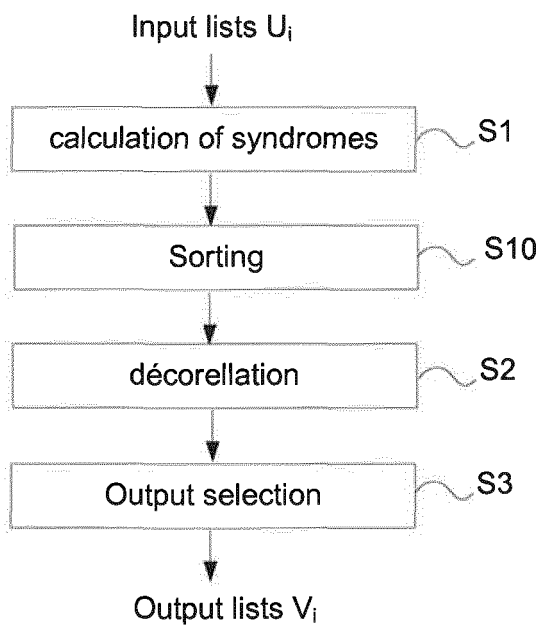 Input lists Uᵢ
calculation of syndromes
S1
Sorting
S10
décorellation
S2
Output selection
S3
Output lists Vᵢ